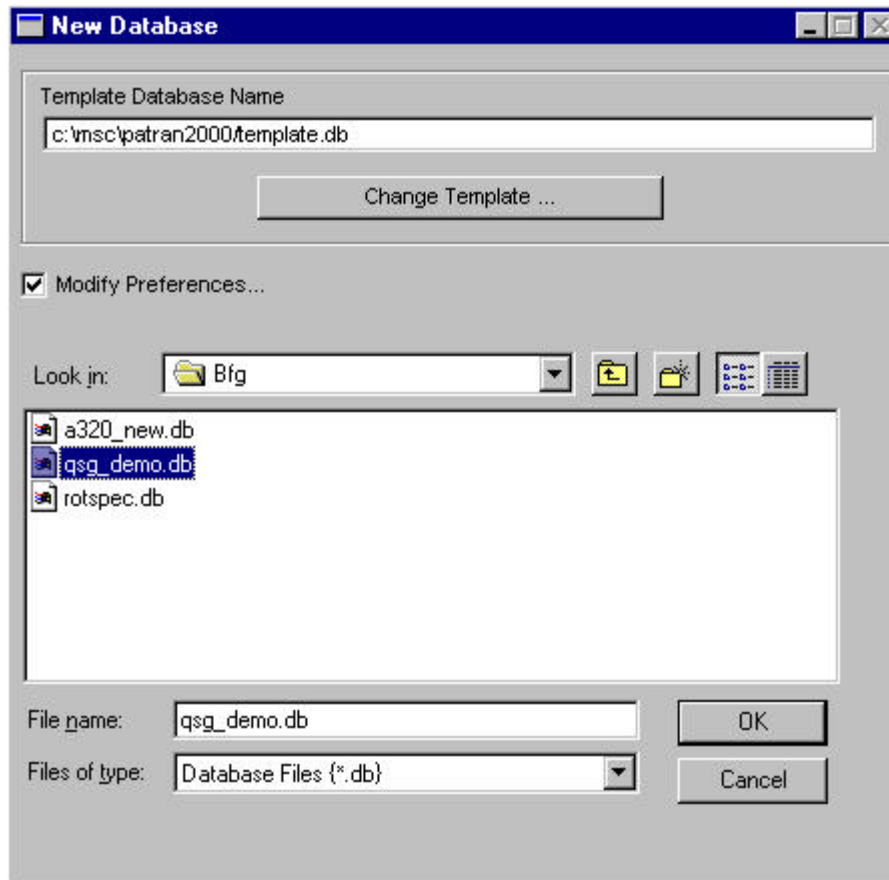 New Database
Template Database Name
c:\msc\patran2000/template.db
Change Template ...
Modify Preferences...
Look in: Bfg
a320_new.db
qsg_demo.db
rotspec.db
File name: qsg_demo.db OK
Files of type: Database Files {*.db} Cancel